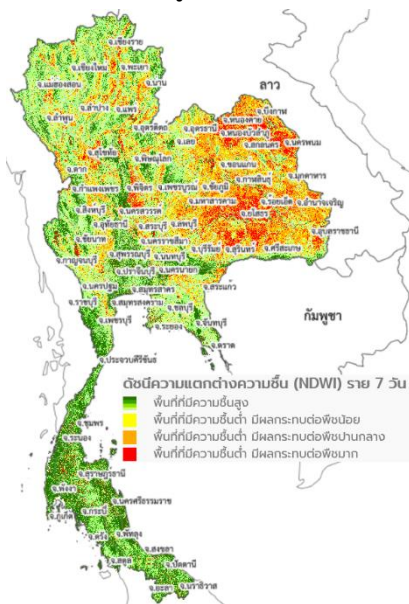 จ.เชียงราย
จ.เชียงใหม่
จ.พะเยา
จ.แม่ฮ่องสอน
จ.น่าน
จ.ลำปาง
จ.แพร่
จ.ลำพูน
ลาว
จ.บึงกาฬ
จ.อุตรดิตถ์
จ.อุดรธานี
จ.หนองคาย
จ.เลย
จ.หนองบัวลำภู
จ.นครพนม
จ.สุโขทัย
จ.สกลนคร
จ.พิษณุโลก
จ.ตาก
จ.ขอนแก่น
จ.มุกดาหาร
จ.กำแพงเพชร
จ.พิจิตร
จ.เพชรบูรณ์
จ.ชัยภูมิ
จ.กาฬสินธุ์
จ.มหาสารคาม
จ.ร้อยเอ็ด
จ.อำนาจเจริญ
จ.สิงห์บุรี
จ.นครสวรรค์
จ.ยโสธร
จ.อุทัยธานี
จ.สระบุรี
จ.ลพบุรี
จ.อุบลราชธานี
จ.ชัยนาท
จ.นครราชสีมา
จ.บุรีรัมย์
จ.สุรินทร์
จ.ศรีสะเกษ
จ.สุพรรณบุรี
จ.นนทบุรี
จ.กาญจนบุรี
จ.ปราจีนบุรี
จ.นครนายก
จ.นครปฐม
จ.สมุทรสาคร
จ.สระแก้ว
จ.ราชบุรี
จ.สมุทรสงคราม
จ.ชลบุรี
กัมพูชา
จ.เพชรบุรี
จ.ระยอง
จ.จันทบุรี
จ.ตราด
จ.ประจวบคีรีขันธ์
ดัชนีความแตกต่างความชื้น (NDWI) ราย 7 วัน
พื้นที่ที่มีความชื้นสูง
พื้นที่ที่มีความชื้นต่ำ มีผลกระทบต่อพืชน้อย
พื้นที่ที่มีความชื้นต่ำ มีผลกระทบต่อพืชปานกลาง
พื้นที่ที่มีความชื้นต่ำ มีผลกระทบต่อพืชมาก
จ.ชุมพร
จ.ระนอง
จ.สุราษฎร์ธานี
จ.พังงา
จ.นครศรีธรรมราช
จ.กระบี่
จ.ภูเก็ต
จ.ตรัง
จ.พัทลุง
จ.สงขลา
จ.สตูล
จ.ปัตตานี
จ.ยะลา
จ.นราธิวาส